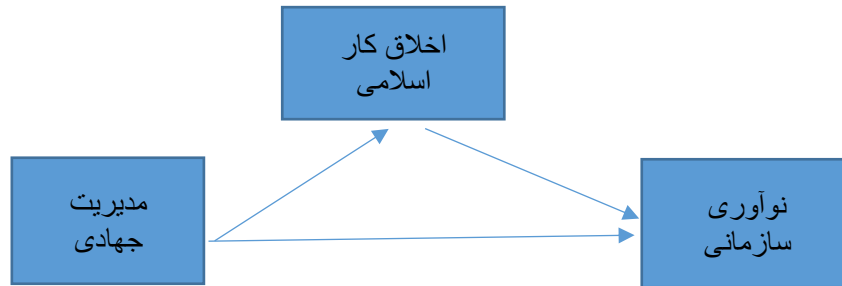 اخلاق کار
اسلامی
مدیریت
جهادی
نوآوری
سازمانی